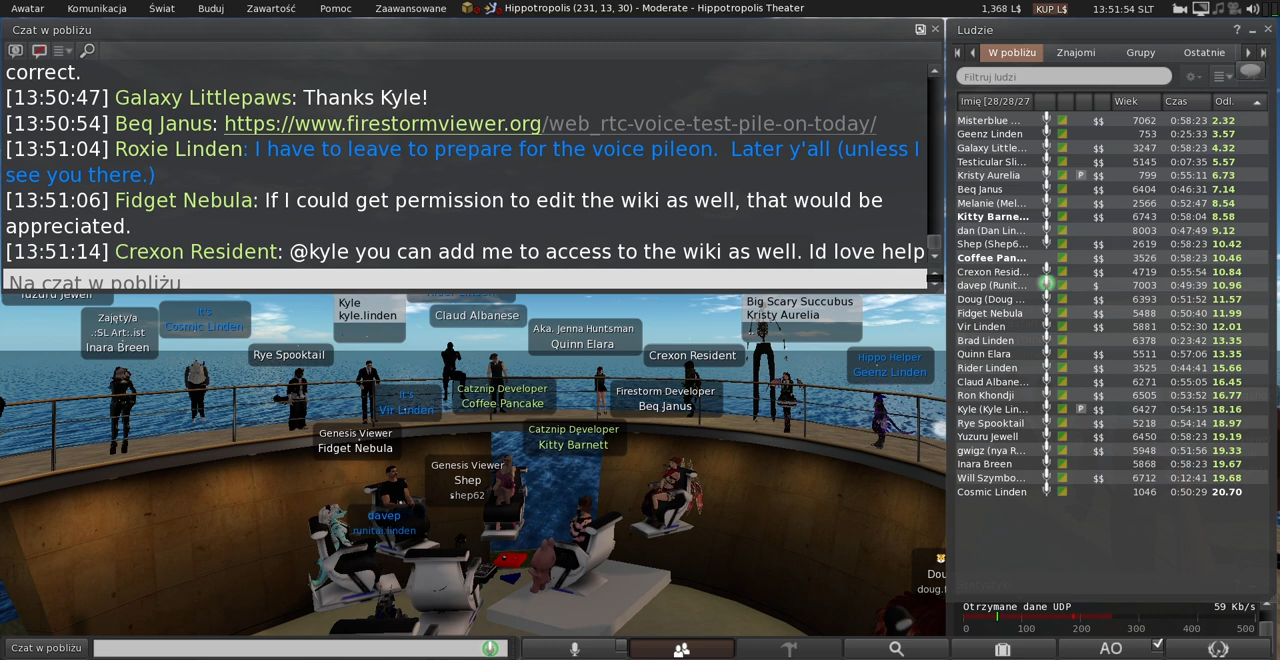 Awatar Komunikacja Świat Buduj Zawartość Pomoc Zaawansowane Hippotropolis (231, 13, 30) - Moderate - Hippotropolis Theater 1,368 L$ KUP L$ 13:51:54 SLT
Czat w pobliżu
correct.
[13:50:47] Galaxy Littlepaws: Thanks Kyle!
[13:50:54] Beq Janus: https://www.firestormviewer.org/web_rtc-voice-test-pile-on-today/
[13:51:04] Roxie Linden: I have to leave to prepare for the voice pileon.  Later y'all (unless I
see you there.)
[13:51:06] Fidget Nebula: If I could get permission to edit the wiki as well, that would be
appreciated.
[13:51:14] Crexon Resident: @kyle you can add me to access to the wiki as well. Id love help
Na czat w pobliżu
Yuzuru Jewell
Zajęty/a
.:SL Art:.ist
Inara Breen
It's
Cosmic Linden
Rye Spooktail
Kyle
kyle.linden
Claud Albanese
Aka. Jenna Huntsman
Quinn Elara
Crexon Resident
Big Scary Succubus
Kristy Aurelia
Hippo Helper
Geenz Linden
It's
Vir Linden
Catznip Developer
Coffee Pancake
Firestorm Developer
Beq Janus
Genesis Viewer
Fidget Nebula
Catznip Developer
Kitty Barnett
Genesis Viewer
Shep
shep62
davep
runitai.linden
Dou
doug.
Ludzie
W pobliżu Znajomi Grupy Ostatnie
Filtruj ludzi
Imię [28/28/27 Wiek Czas Odl.
Misterblue ... $$ 7062 0:58:23 2.32
Geenz Linden 753 0:25:33 3.57
Galaxy Little... $$ 3247 0:58:23 4.32
Testicular Sli... $$ 5145 0:07:35 5.57
Kristy Aurelia P $$ 799 0:55:11 6.73
Beq Janus $$ 6404 0:46:31 7.14
Melanie (Mel... $$ 2566 0:52:47 8.54
Kitty Barne... $$ 6743 0:58:04 8.58
dan (Dan Lin... 8003 0:47:49 9.12
Shep (Shep6... $$ 2619 0:58:23 10.42
Coffee Pan... $$ 3526 0:58:23 10.46
Crexon Resid... $$ 4719 0:55:54 10.84
davep (Runit... $ 7003 0:49:39 10.96
Doug (Doug ... $$ 6393 0:51:52 11.57
Fidget Nebula $$ 5488 0:50:40 11.99
Vir Linden $$ 5881 0:52:30 12.01
Brad Linden 6378 0:23:42 13.35
Quinn Elara $$ 5511 0:57:06 13.35
Rider Linden $$ 3525 0:44:41 15.66
Claud Albane... $$ 6271 0:55:05 16.45
Ron Khondji $$ 6505 0:53:52 16.77
Kyle (Kyle Lin... P $$ 6427 0:54:15 18.16
Rye Spooktail $$ 5218 0:54:14 18.97
Yuzuru Jewell $$ 6450 0:58:23 19.19
gwigz (nya R... $$ 5948 0:51:56 19.33
Inara Breen 5868 0:58:23 19.67
Will Szymbo... $$ 6712 0:12:41 19.68
Cosmic Linden 1046 0:50:29 20.70
Otrzymane dane UDP 59 Kb/s
0 100 200 300 400 500
Czat w pobliżu AO